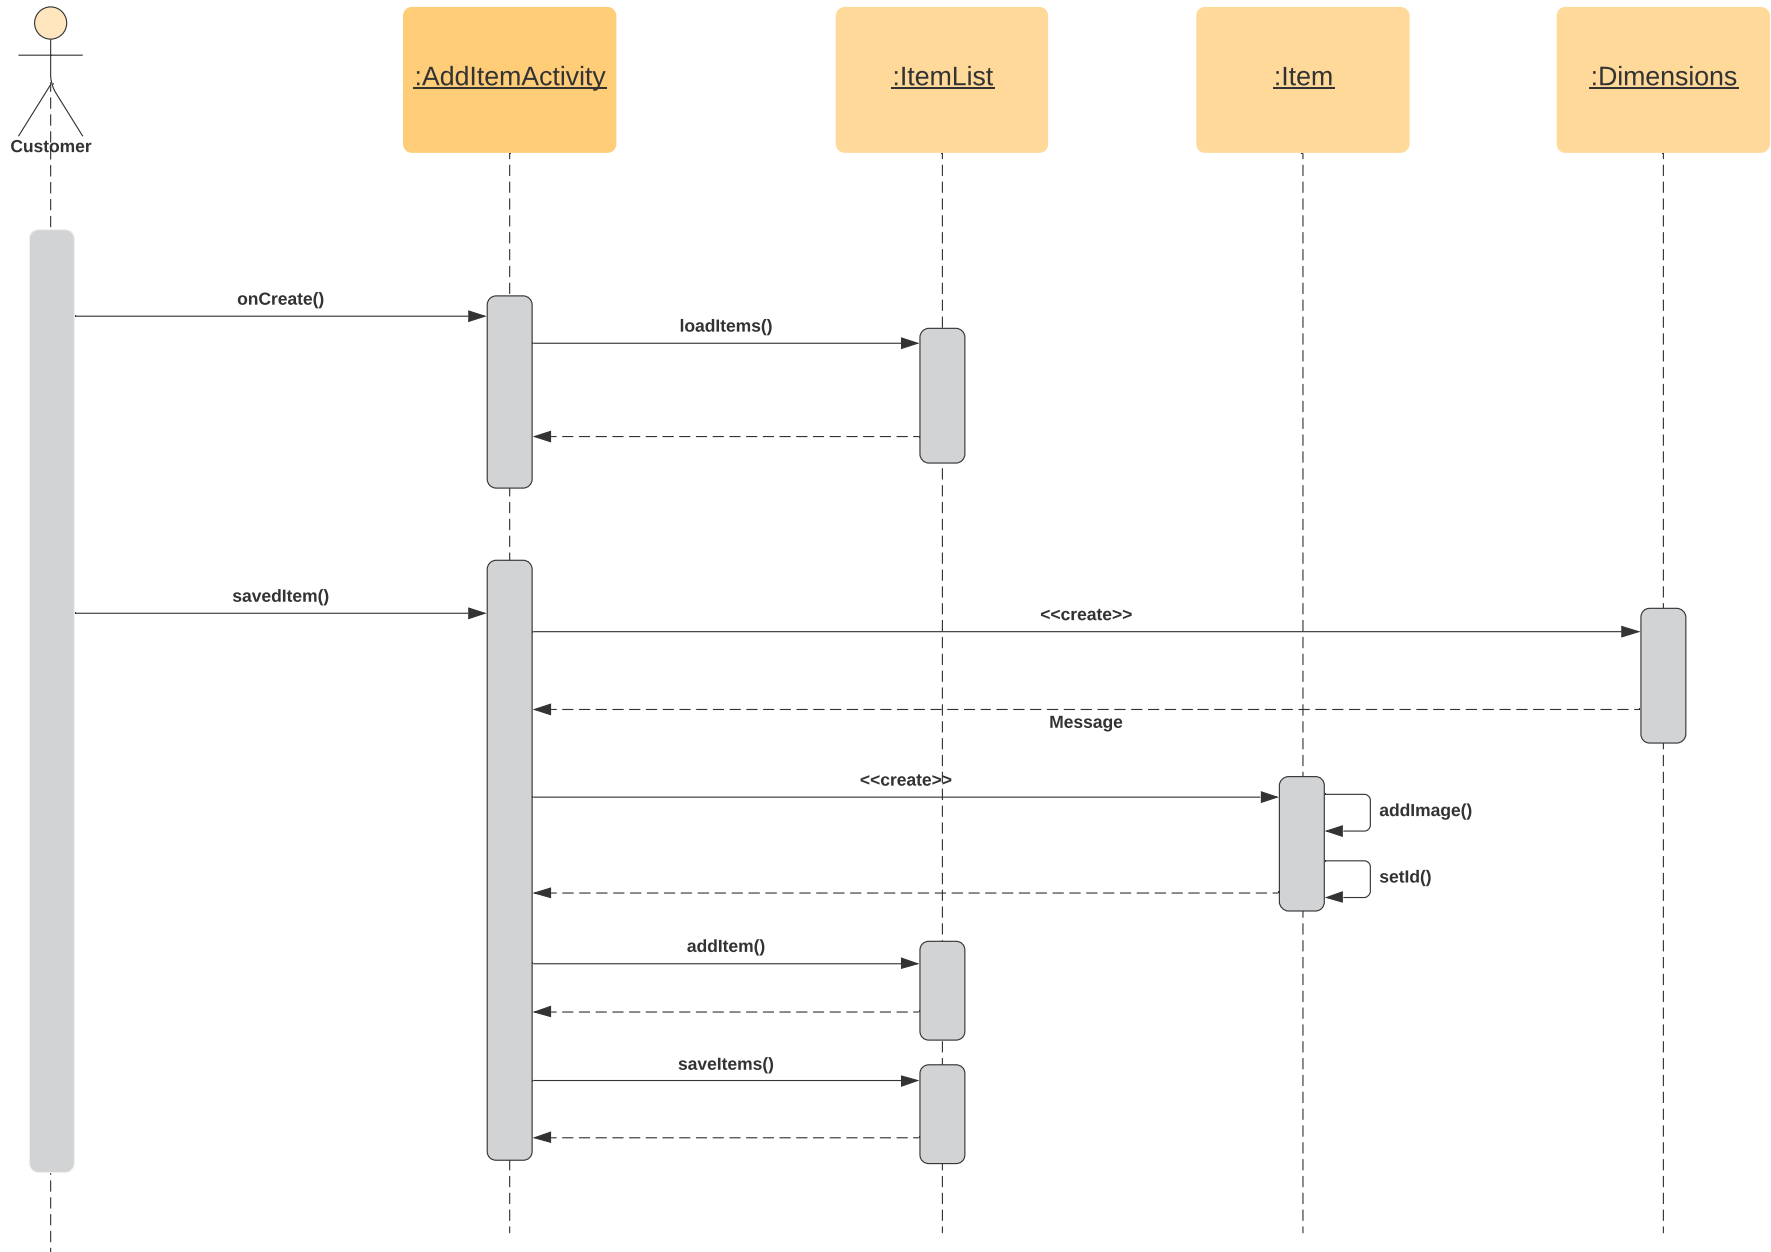 Customer
:AddItemActivity
:ItemList
:Item
:Dimensions
onCreate()
loadItems()
savedItem()
<<create>>
Message
<<create>>
addImage()
setId()
addItem()
saveItems()